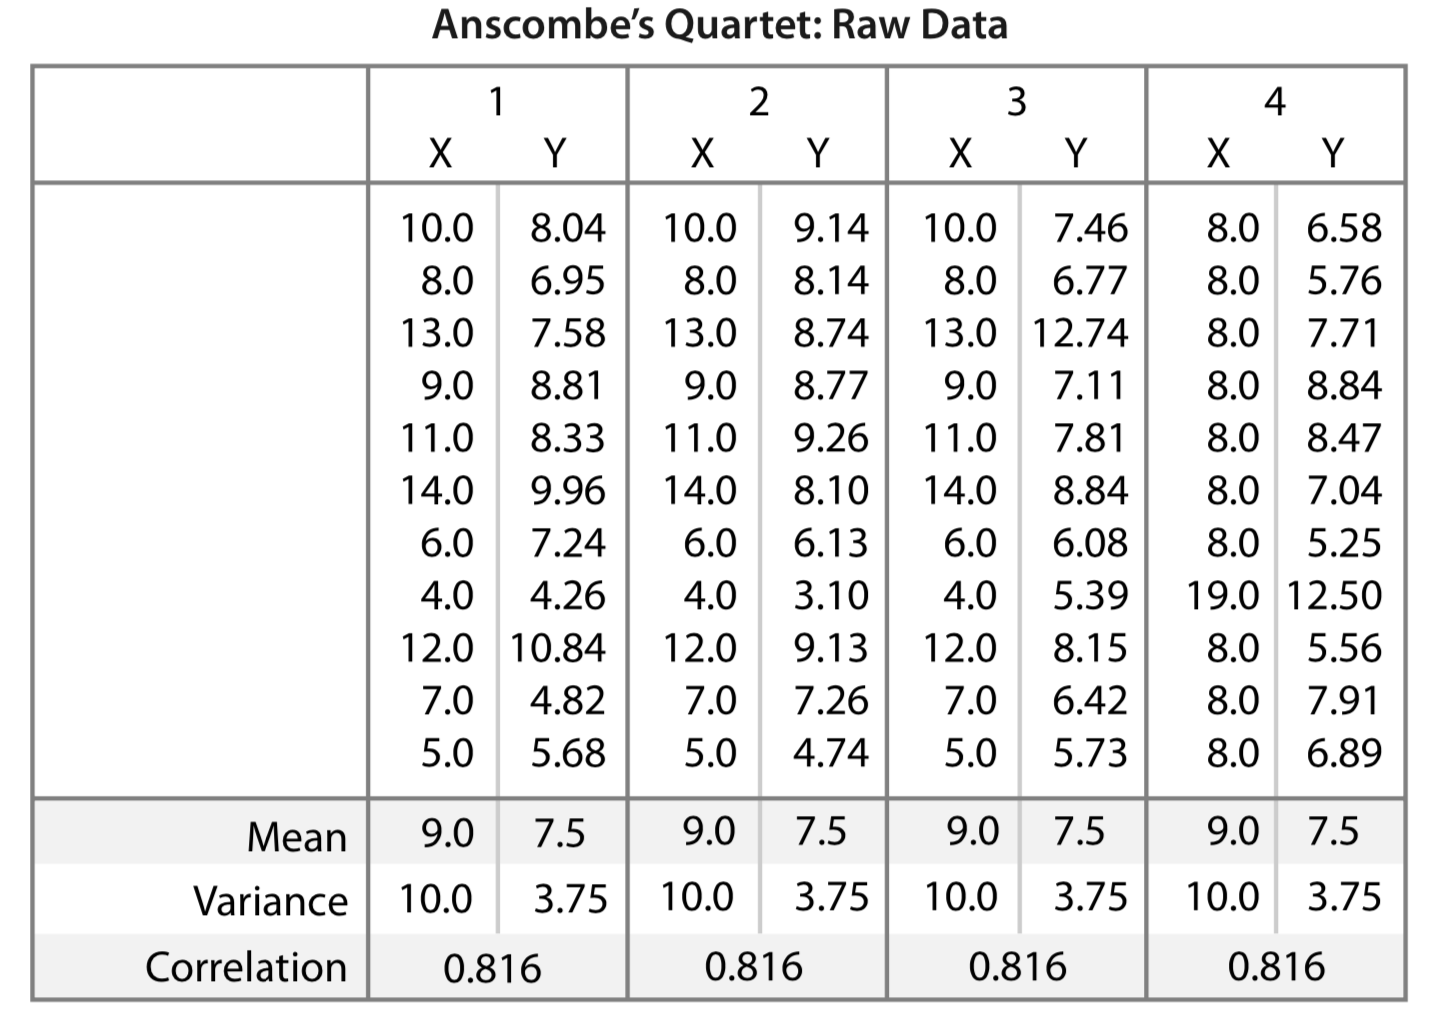 Anscombe’s Quartet: Raw Data
1 2 3 4
X Y X Y X Y X Y
10.0 8.04 10.0 9.14 10.0 7.46 8.0 6.58
8.0 6.95 8.0 8.14 8.0 6.77 8.0 5.76
13.0 7.58 13.0 8.74 13.0 12.74 8.0 7.71
9.0 8.81 9.0 8.77 9.0 7.11 8.0 8.84
11.0 8.33 11.0 9.26 11.0 7.81 8.0 8.47
14.0 9.96 14.0 8.10 14.0 8.84 8.0 7.04
6.0 7.24 6.0 6.13 6.0 6.08 8.0 5.25
4.0 4.26 4.0 3.10 4.0 5.39 19.0 12.50
12.0 10.84 12.0 9.13 12.0 8.15 8.0 5.56
7.0 4.82 7.0 7.26 7.0 6.42 8.0 7.91
5.0 5.68 5.0 4.74 5.0 5.73 8.0 6.89
Mean 9.0 7.5 9.0 7.5 9.0 7.5 9.0 7.5
Variance 10.0 3.75 10.0 3.75 10.0 3.75 10.0 3.75
Correlation 0.816 0.816 0.816 0.816